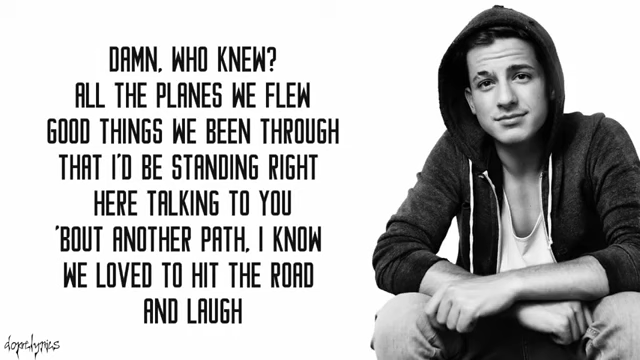 DAMN, WHO KNEW?
ALL THE PLANES WE FLEW
GOOD THINGS WE BEEN THROUGH
THAT I'D BE STANDING RIGHT
HERE TALKING TO YOU
'BOUT ANOTHER PATH, I KNOW
WE LOVED TO HIT THE ROAD
AND LAUGH
dopelyrics